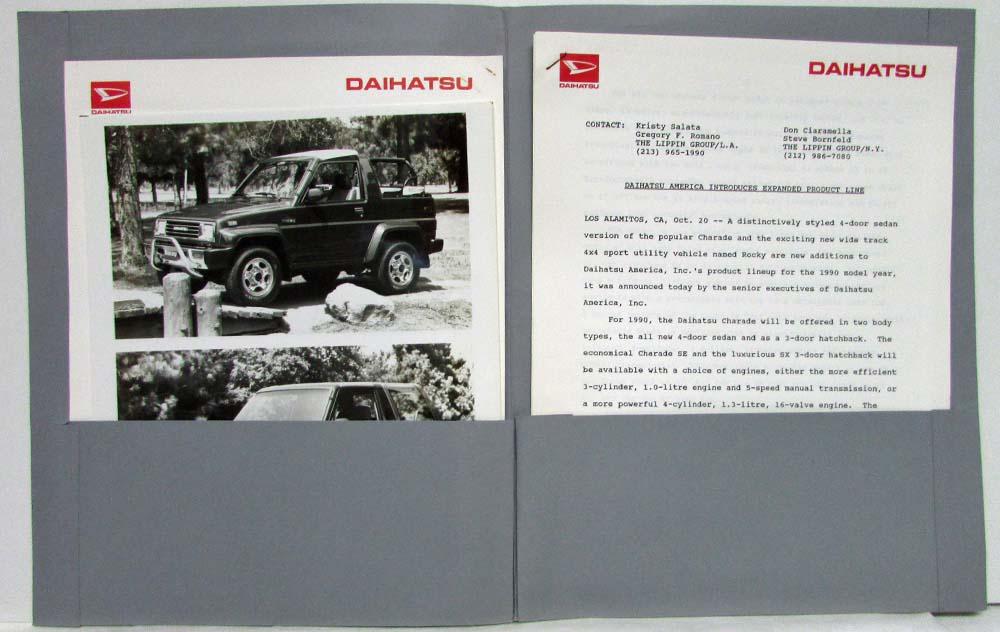 DAIHATSU
DAIHATSU
DAIHATSU
DAIHATSU
CONTACT: Kristy Salata Don Ciaramella
Gregory F. Romano Steve Bornfeld
THE LIPPIN GROUP/L.A. THE LIPPIN GROUP/N.Y.
(213) 965-1990 (212) 986-7080
DAIHATSU AMERICA INTRODUCES EXPANDED PRODUCT LINE
LOS ALAMITOS, CA, Oct. 20 -- A distinctively styled 4-door sedan
version of the popular Charade and the exciting new wide track
4x4 sport utility vehicle named Rocky are new additions to
Daihatsu America, Inc.'s product lineup for the 1990 model year,
it was announced today by the senior executives of Daihatsu
America, Inc.
For 1990, the Daihatsu Charade will be offered in two body
types, the all new 4-door sedan and as a 3-door hatchback. The
economical Charade SE and the luxurious SX 3-door hatchback will
be available with a choice of engines, either the more efficient
3-cylinder, 1.0-litre engine and 5-speed manual transmission, or
a more powerful 4-cylinder, 1.3-litre, 16-valve engine. The